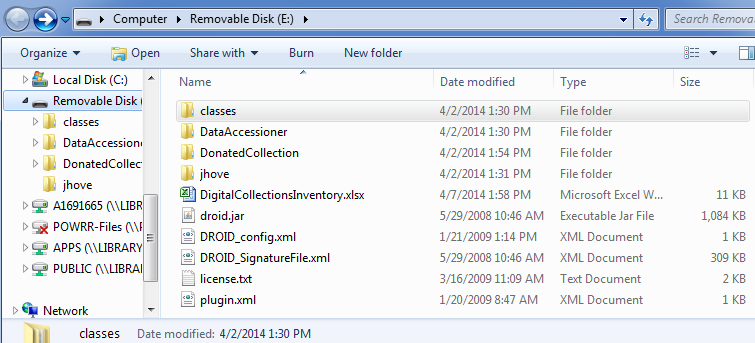 Computer ▸ Removable Disk (E:) ▸ Search Remova
Organize ▾ Open Share with ▾ Burn New folder
Local Disk (C:)
Removable Disk (
classes
DataAccessioner
DonatedCollec
jhove
A1691665 (\\LIBR
POWRR-Files (\\LI
APPS (\\LIBRARY
PUBLIC (\\LIBRAR
Network
Name Date modified Type Size
classes 4/2/2014 1:30 PM File folder
DataAccessioner 4/2/2014 1:30 PM File folder
DonatedCollection 4/2/2014 1:54 PM File folder
jhove 4/2/2014 1:31 PM File folder
DigitalCollectionsInventory.xlsx 4/7/2014 1:58 PM Microsoft Excel W... 11 KB
droid.jar 5/29/2008 10:46 AM Executable Jar File 1,084 KB
DROID_config.xml 1/21/2009 1:14 PM XML Document 1 KB
DROID_SignatureFile.xml 5/29/2008 10:46 AM XML Document 309 KB
license.txt 3/16/2009 11:09 AM Text Document 2 KB
plugin.xml 1/20/2009 8:47 AM XML Document 1 KB
classes Date modified: 4/2/2014 1:30 PM